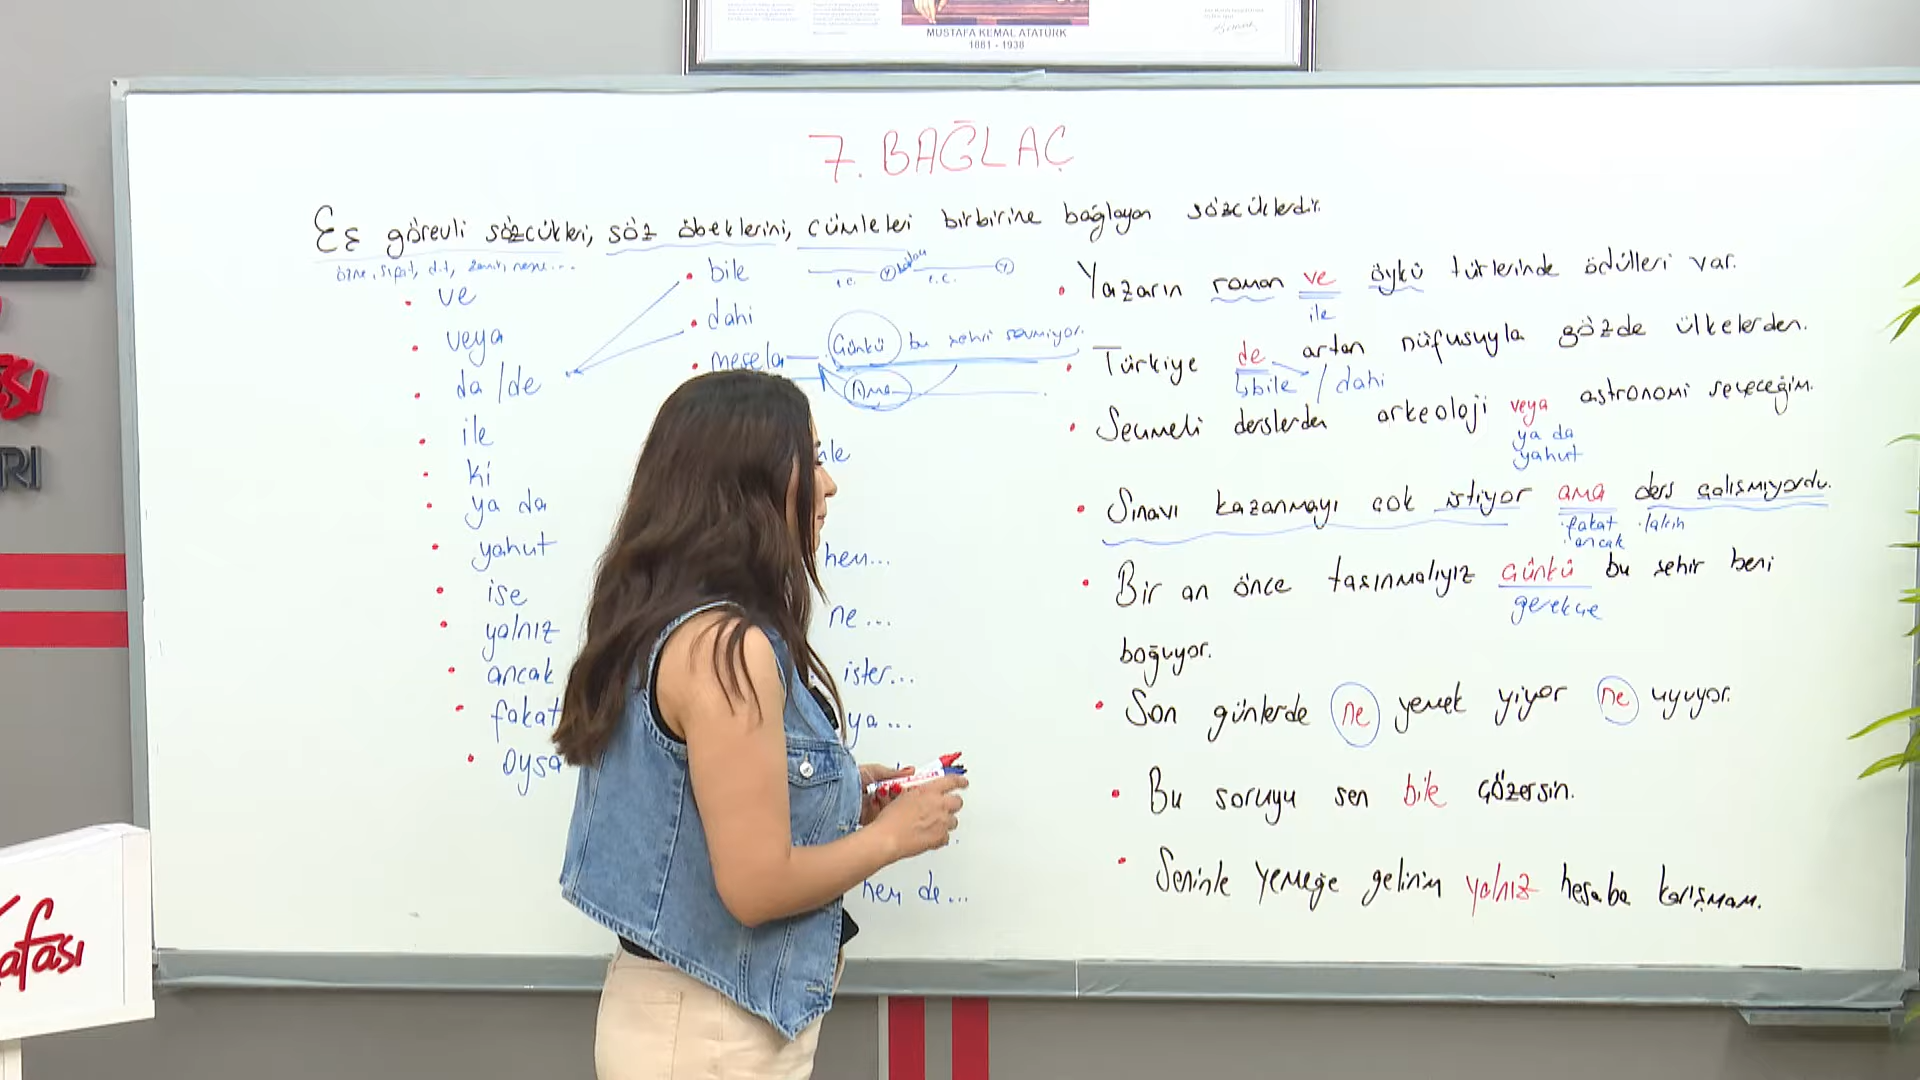 MUSTAFA KEMAL ATATÜRK
1881 - 1938
7. BAĞLAÇ
Eş görevli sözcükleri, söz öbeklerini, cümleleri birbirine bağlayan sözcüklerdir.
özne, sıfat, d.t, zamir, nesne...
• ve
• veya
• da / de
• ile
• ki
• ya da
• yahut
• ise
• yalnız
• ancak
• fakat
• oysa
• bile
• dahi
• mesela
hem...
ne...
ister...
ya...
hem de...
Çünkü bu şehri sevmiyor.
Ama
• Yazarın roman ve öykü türlerinde ödülleri var.
ile
• Türkiye de artan nüfusuyla gözde ülkelerden.
bile / dahi
• Seçmeli derslerden arkeoloji veya astronomi seçeceğim.
ya da
yahut
• Sınavı kazanmayı çok istiyor ama ders çalışmıyordu.
fakat . lakin
. ancak
• Bir an önce taşınmalıyız çünkü bu şehir beni
gerekçe
boğuyor.
• Son günlerde ne yemek yiyor ne uyuyor.
• Bu soruyu sen bile çözersin.
• Seninle yemeğe gelirim yalnız hesaba karışmam.
afası